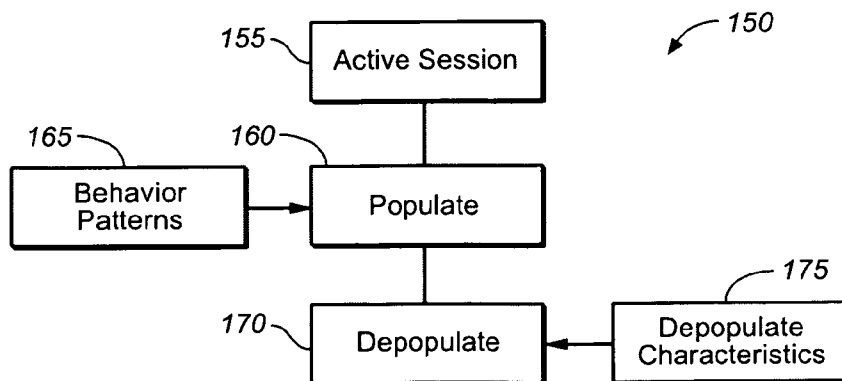 155
Active Session
150
165
160
Behavior
Patterns
Populate
175
170
Depopulate
Depopulate
Characteristics